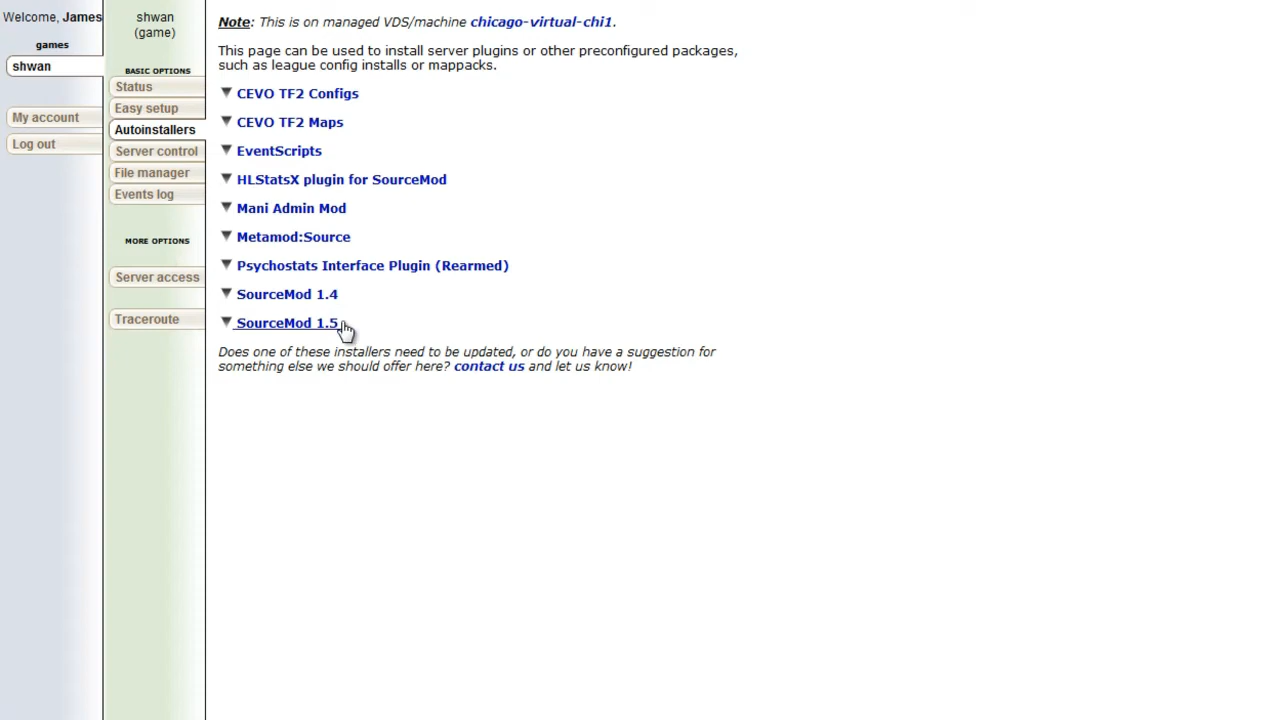 Welcome, James
games
shwan
My account
Log out
shwan
(game)
BASIC OPTIONS
Status
Easy setup
Autoinstallers
Server control
File manager
Events log
MORE OPTIONS
Server access
Traceroute
Note: This is on managed VDS/machine chicago-virtual-chi1.
This page can be used to install server plugins or other preconfigured packages,
such as league config installs or mappacks.
CEVO TF2 Configs
CEVO TF2 Maps
EventScripts
HLStatsX plugin for SourceMod
Mani Admin Mod
Metamod:Source
Psychostats Interface Plugin (Rearmed)
SourceMod 1.4
SourceMod 1.5
Does one of these installers need to be updated, or do you have a suggestion for
something else we should offer here? contact us and let us know!